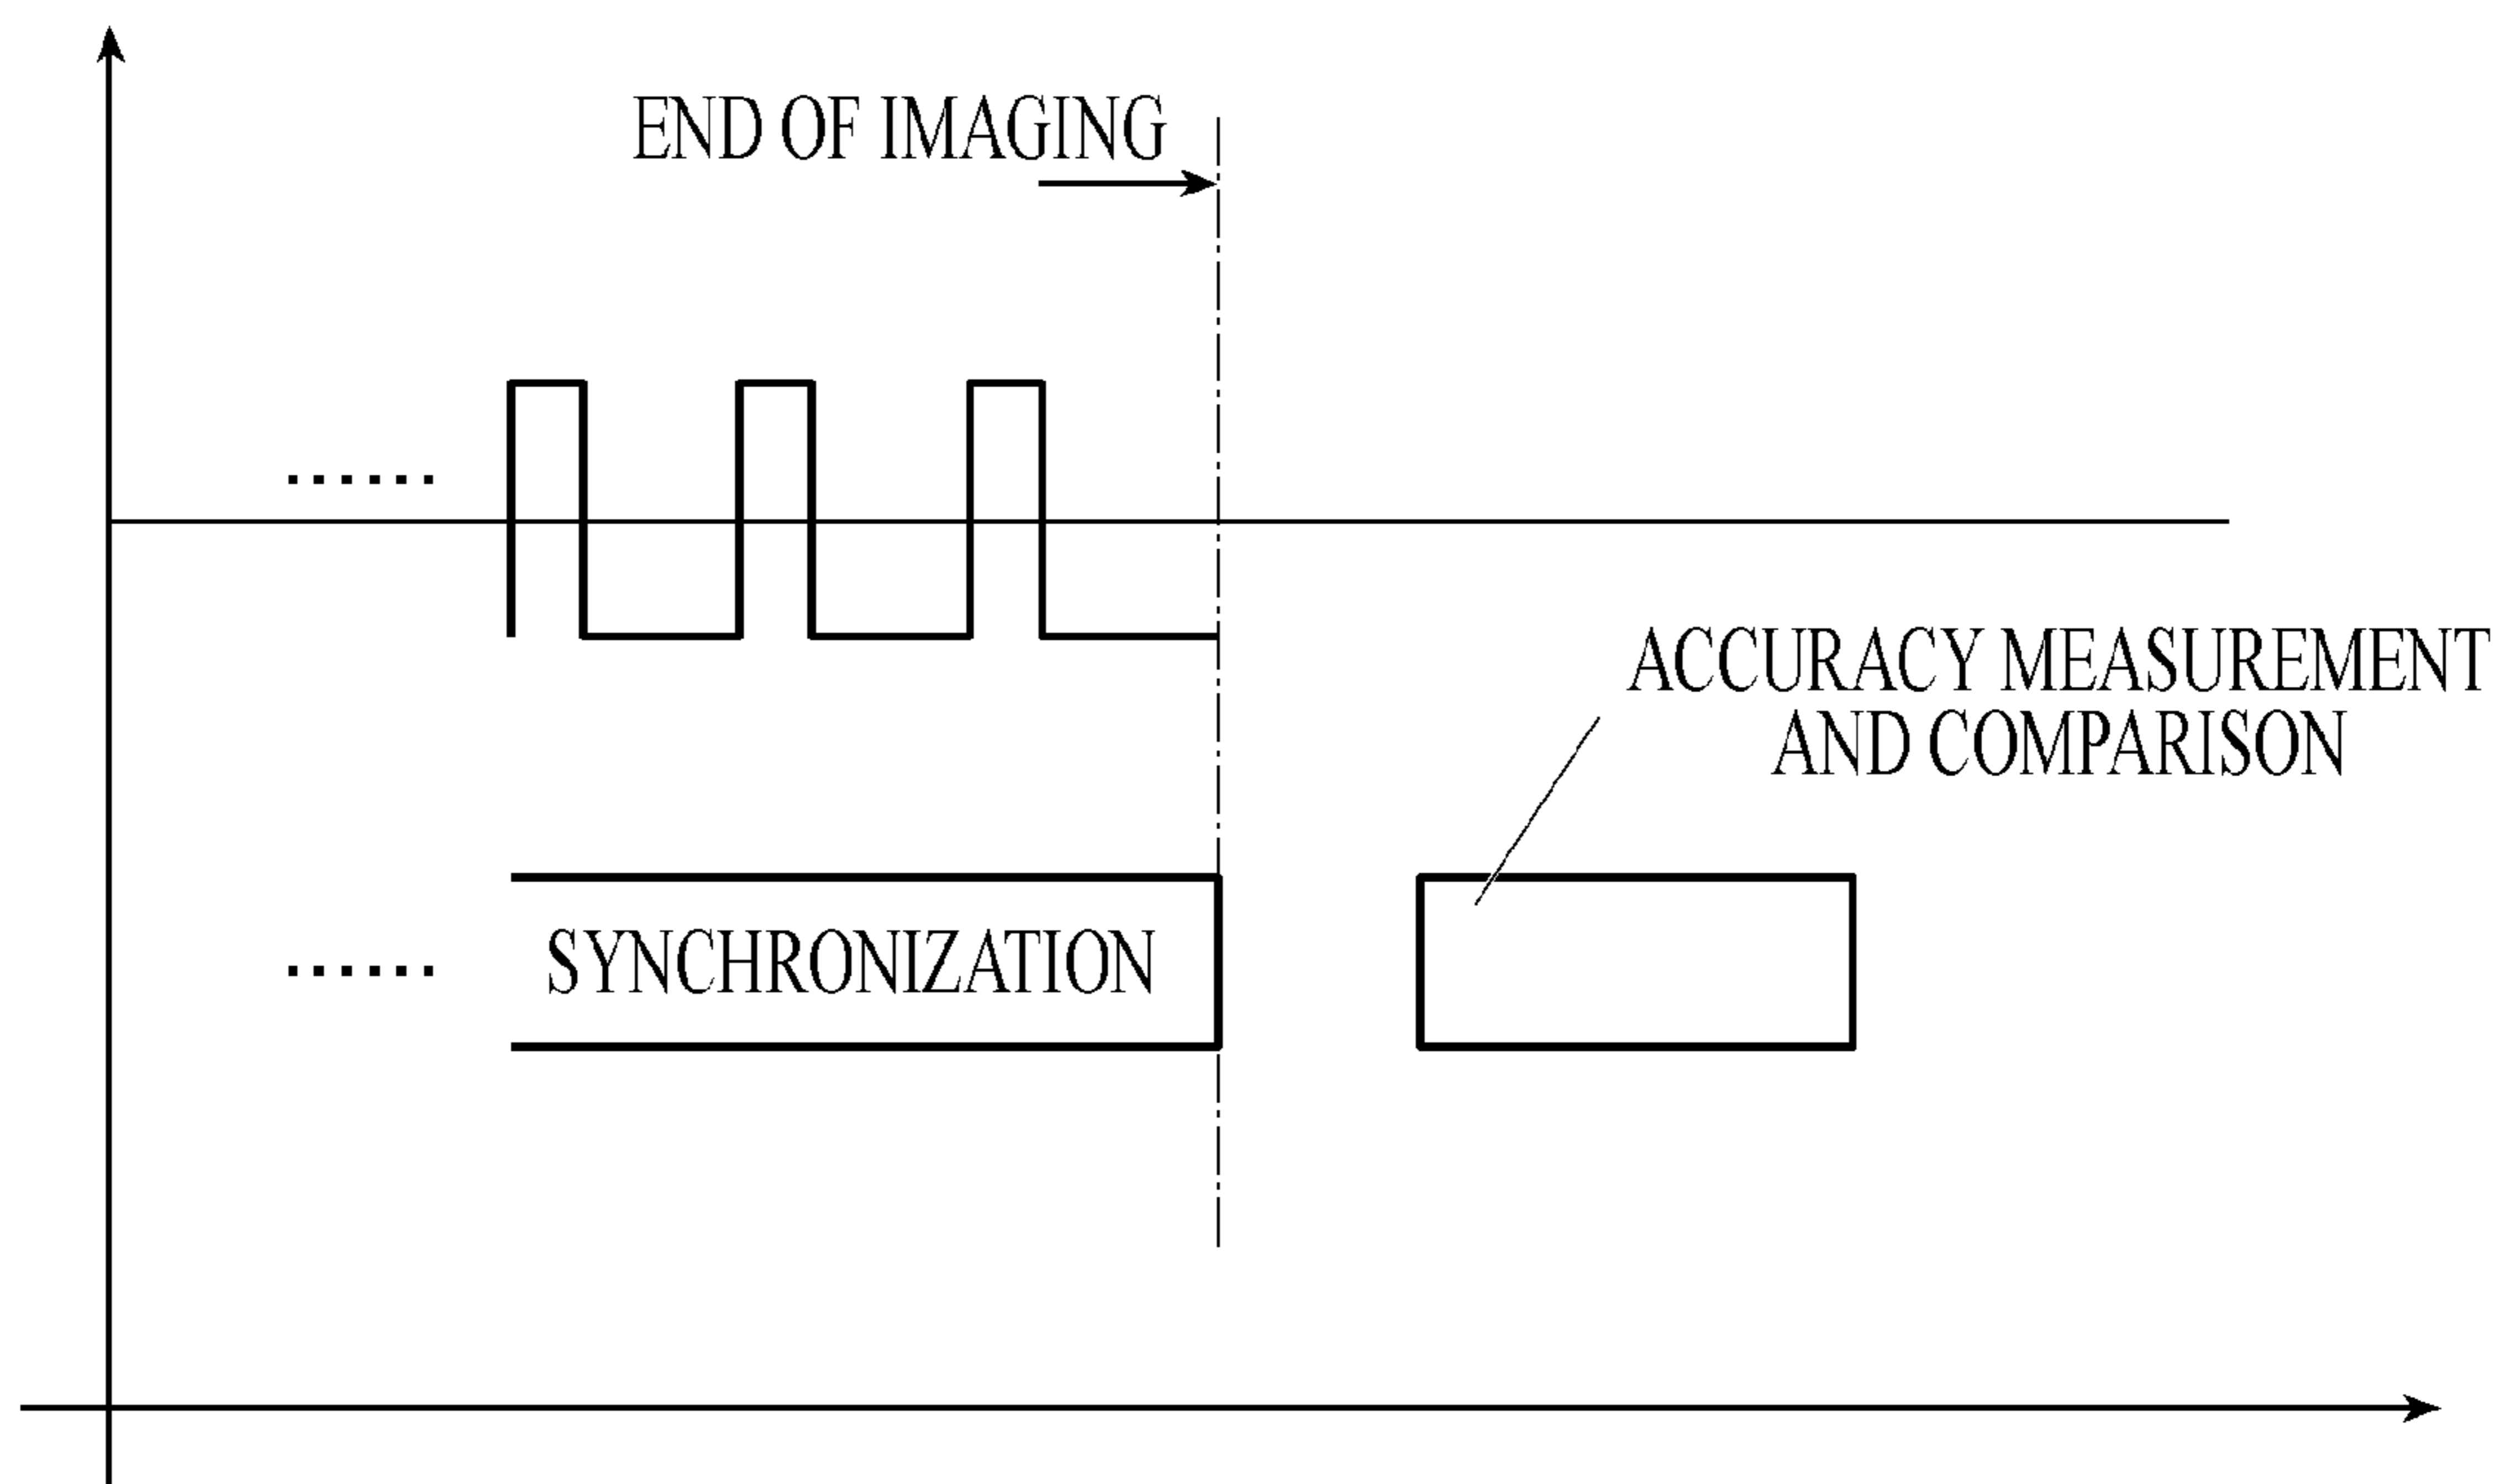 END OF IMAGING
ACCURACY MEASUREMENT
AND COMPARISON
SYNCHRONIZATION